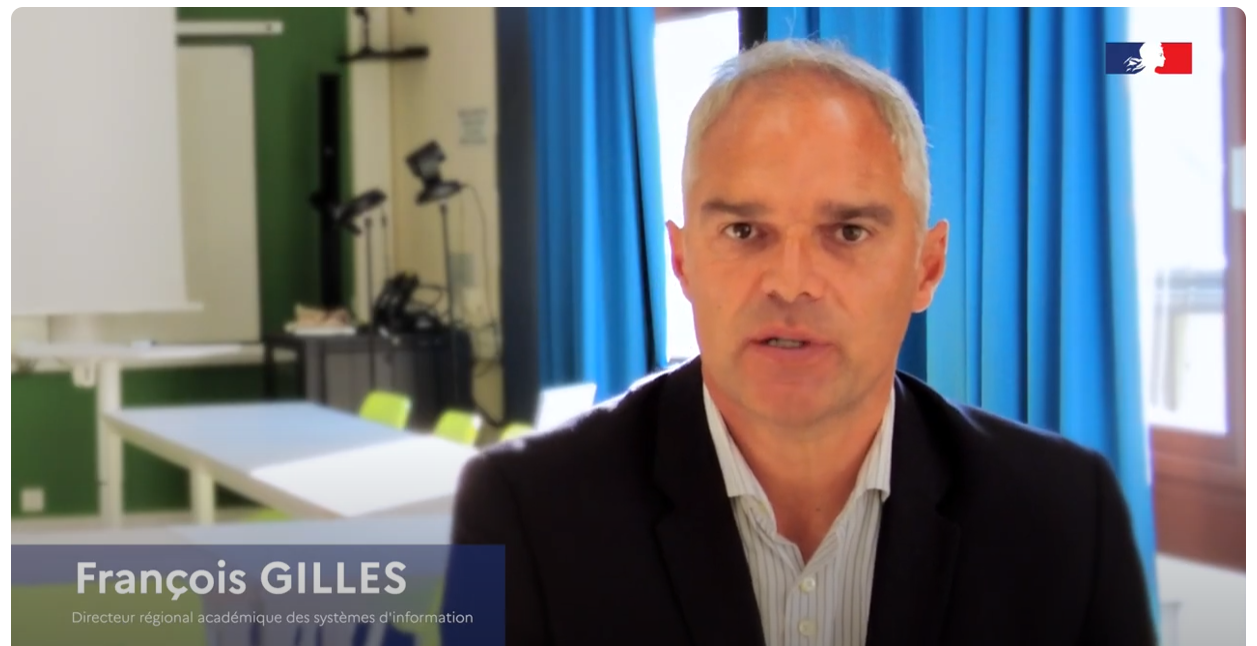 François GILLES
Directeur régional académique des systèmes d'information